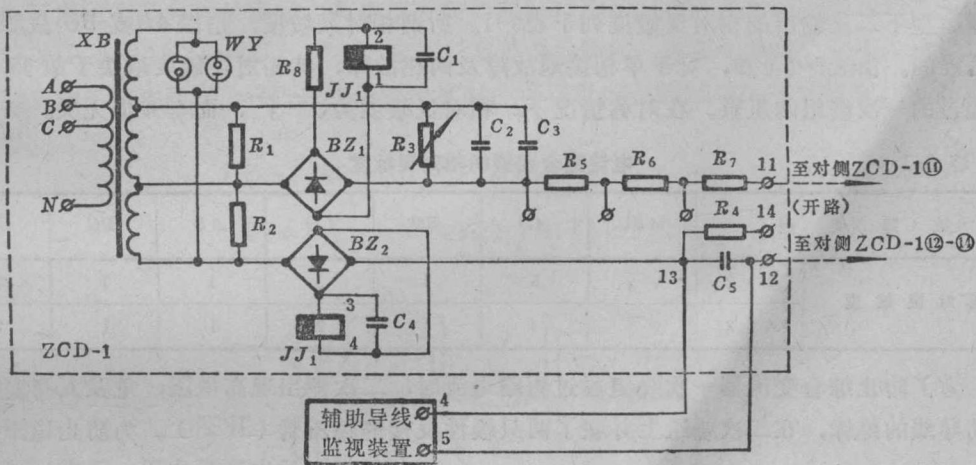 XB
WY
A
B
C
N
R8
JJ1
2
C1
R1
R2
BZ1
R3
C2
C3
R5
R6
R7
11
至对侧ZCD-1⑪
(开路)
R4
14
至对侧ZCD-1⑫-⑭
BZ2
13
C5
12
3
C4
4
JJ1
ZCD-1
辅助导线 4
监视装置 5